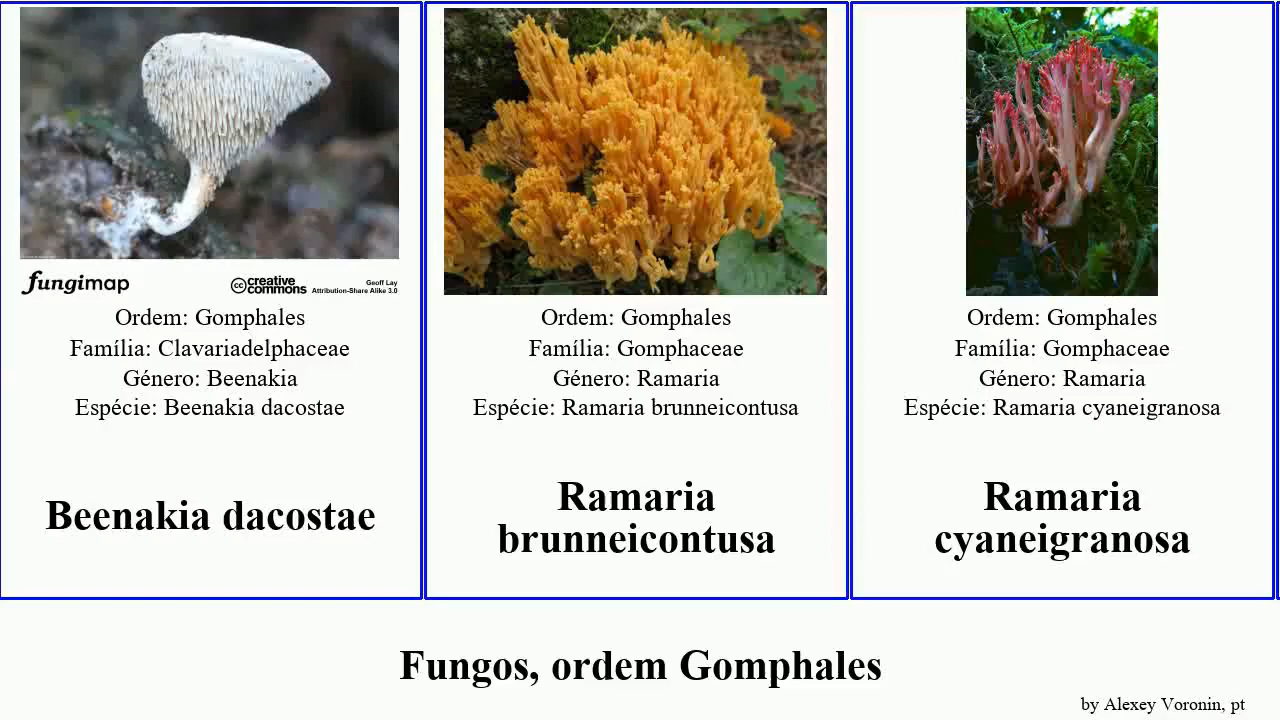 fungimap
cc creative commons
Geoff Lay
Attribution-Share Alike 3.0
Ordem: Gomphales
Família: Clavariadelphaceae
Género: Beenakia
Espécie: Beenakia dacostae
Beenakia dacostae
Ordem: Gomphales
Família: Gomphaceae
Género: Ramaria
Espécie: Ramaria brunneicontusa
Ramaria
brunneicontusa
Ordem: Gomphales
Família: Gomphaceae
Género: Ramaria
Espécie: Ramaria cyaneigranosa
Ramaria
cyaneigranosa
Fungos, ordem Gomphales
by Alexey Voronin, pt